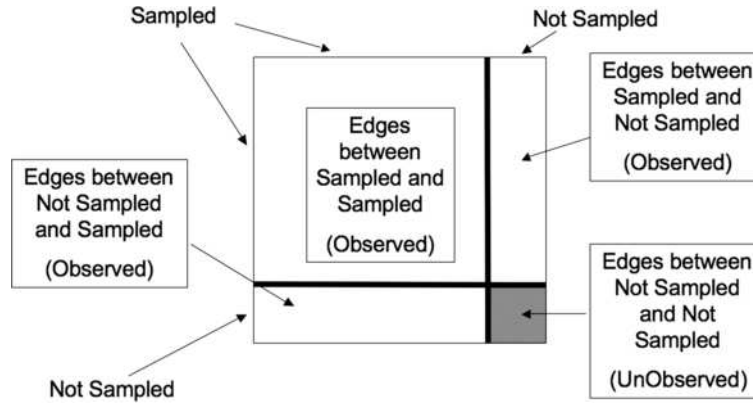 Sampled
Not Sampled
Edges between
Sampled and
Not Sampled
(Observed)
Edges
between
Sampled and
Sampled
(Observed)
Edges between
Not Sampled
and Sampled
(Observed)
Edges between
Not Sampled
and Not
Sampled
(UnObserved)
Not Sampled